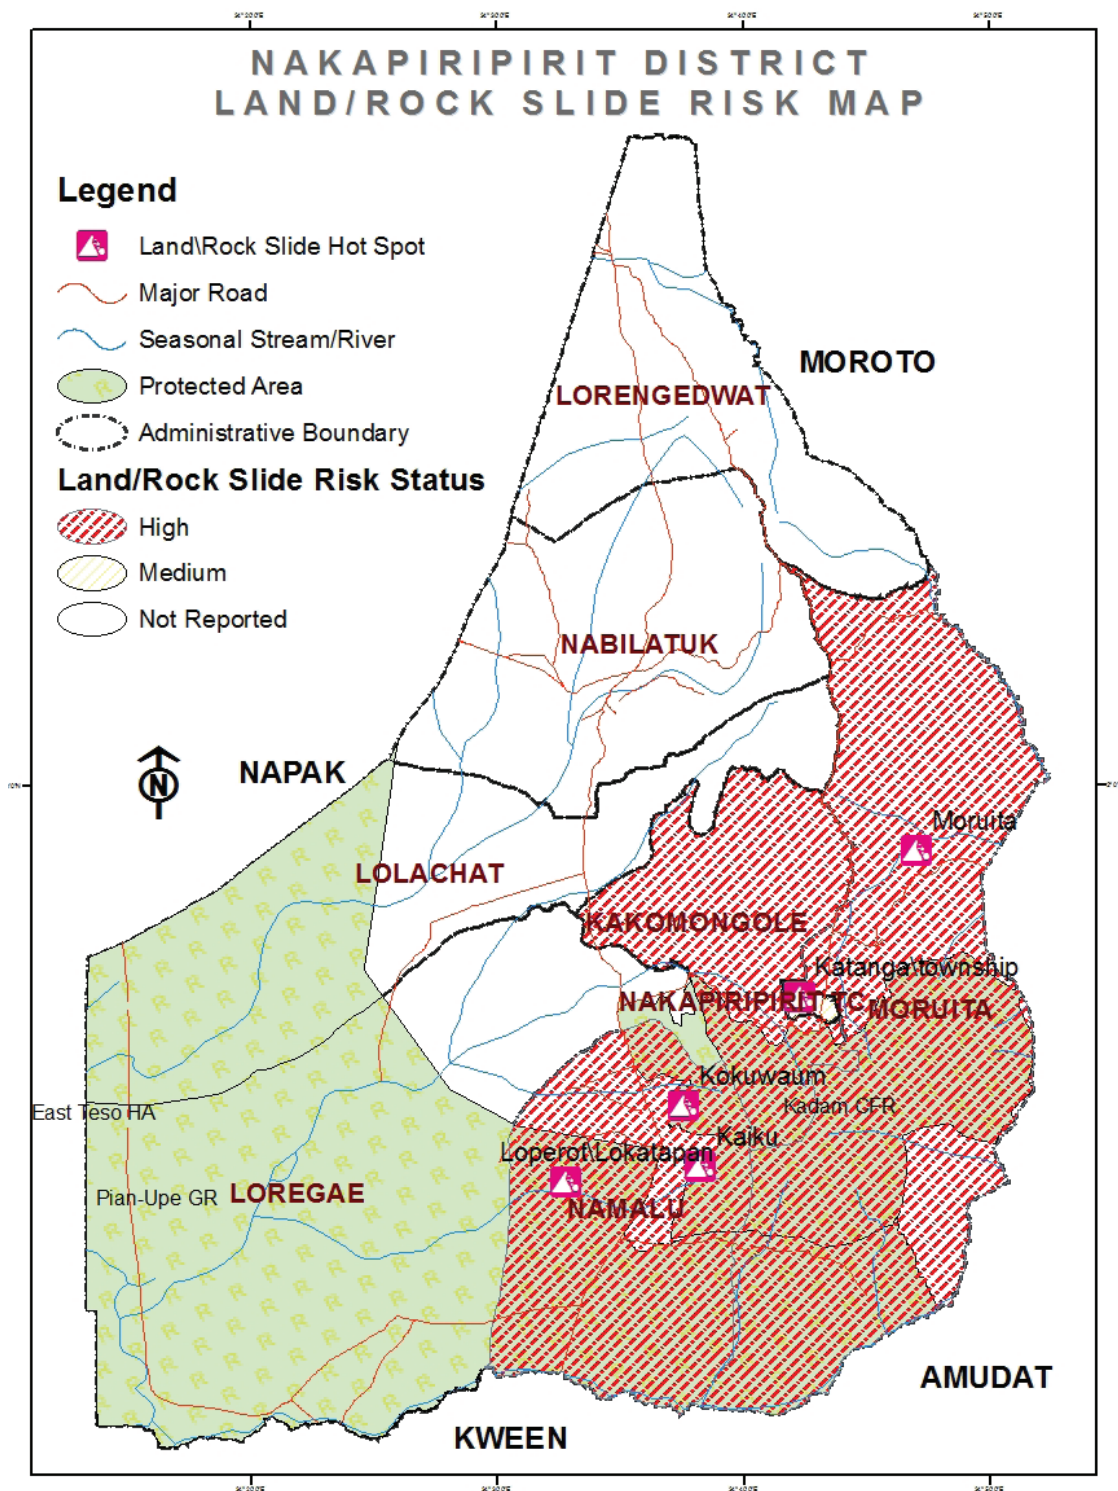 NAKAPIRIPIRIT DISTRICT
LAND/ROCK SLIDE RISK MAP
Legend
Land\Rock Slide Hot Spot
Major Road
Seasonal Stream/River
Protected Area
Administrative Boundary
Land/Rock Slide Risk Status
High
Medium
Not Reported
MOROTO
LORENGEDWAT
NABILATUK
N
NAPAK
Moruita
LOLACHAT
KAKOMONGOLE
Katanga\township
NAKAPIRIPIRIT TC
MORUITA
Kokuwaum
Kadam CFR
East Teso HA
Kaiku
Loperot\Lokatapan
Pian-Upe GR
LOREGAE
NAMALU
AMUDAT
KWEEN